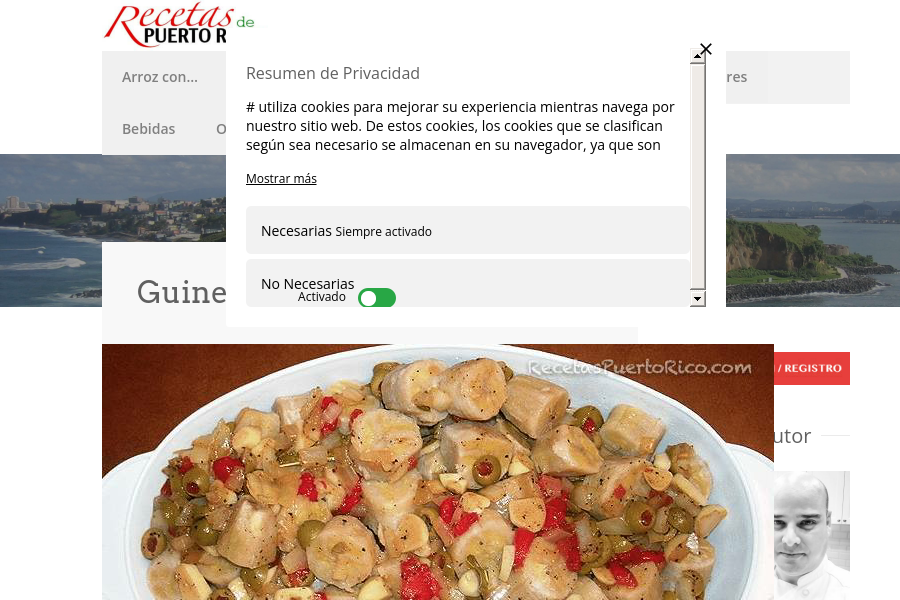 Recetas de
PUERTO R
Arroz con...
res
Bebidas
O
Resumen de Privacidad
# utiliza cookies para mejorar su experiencia mientras navega por
nuestro sitio web. De estos cookies, los cookies que se clasifican
según sea necesario se almacenan en su navegador, ya que son
Mostrar más
Necesarias Siempre activado
No Necesarias
Activado
Guine
RecetasPuertoRico.com
/ REGISTRO
utor